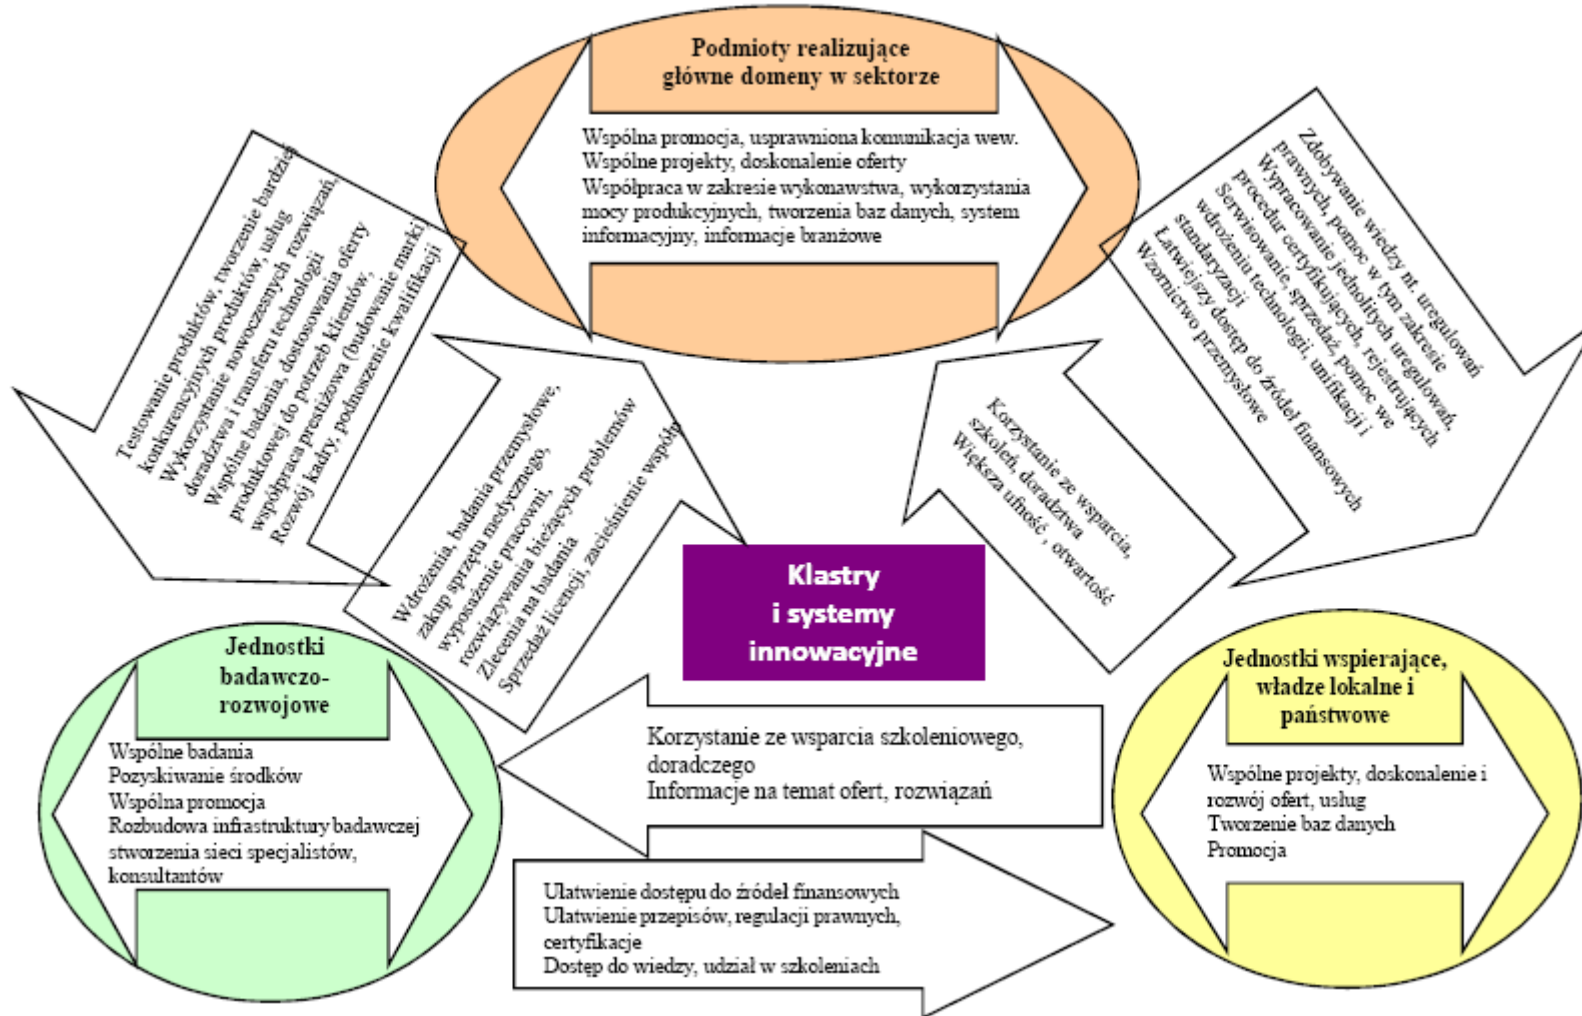 Podmioty realizujące
główne domeny w sektorze
Wspólna promocja, usprawniona komunikacja wew.
Wspólne projekty, doskonalenie oferty
Współpraca w zakresie wykonawstwa, wykorzystania
mocy produkcyjnych, tworzenia baz danych, system
informacyjny, informacje branżowe
Testowanie produktów, tworzenie bardziej
konkurencyjnych produktów, usług
Wykorzystanie nowoczesnych rozwiązań,
doradztwa i transferu technologii
Wspólne badania, dostosowania oferty
produktowej do potrzeb klientów,
współpraca prestiżowa (budowanie marki
Rozwój kadry, podnoszenie kwalifikacji
Wdrożenia, badania przemysłowe,
zakup sprzętu medycznego,
wyposażenie pracowni,
rozwiązywania bieżących problemów
Zlecenia na badania
Sprzedaż licencji, zacieśnienie współp
Zdobywanie wiedzy nt. uregulowań
prawnych, pomoc w tym zakresie
Wypracowanie jednolitych uregulowań,
procedur certyfikujących, rejestrujących
Serwisowanie, sprzedaż, pomoc we
wdrożeniu technologii, unifikacji i
standaryzacji
Łatwiejszy dostęp do źródeł finansowych
Wzornictwo przemysłowe
Korzystanie ze wsparcia,
szkoleń, doradztwa
Większa ufność , otwartość
Klastry
i systemy
innowacyjne
Jednostki
badawczo-
rozwojowe
Wspólne badania
Pozyskiwanie środków
Wspólna promocja
Rozbudowa infrastruktury badawczej
stworzenia sieci specjalistów,
konsultantów
Korzystanie ze wsparcia szkoleniowego,
doradczego
Informacje na temat ofert, rozwiązań
Ułatwienie dostępu do źródeł finansowych
Ułatwienie przepisów, regulacji prawnych,
certyfikacje
Dostęp do wiedzy, udział w szkoleniach
Jednostki wspierające,
władze lokalne i
państwowe
Wspólne projekty, doskonalenie i
rozwój ofert, usług
Tworzenie baz danych
Promocja